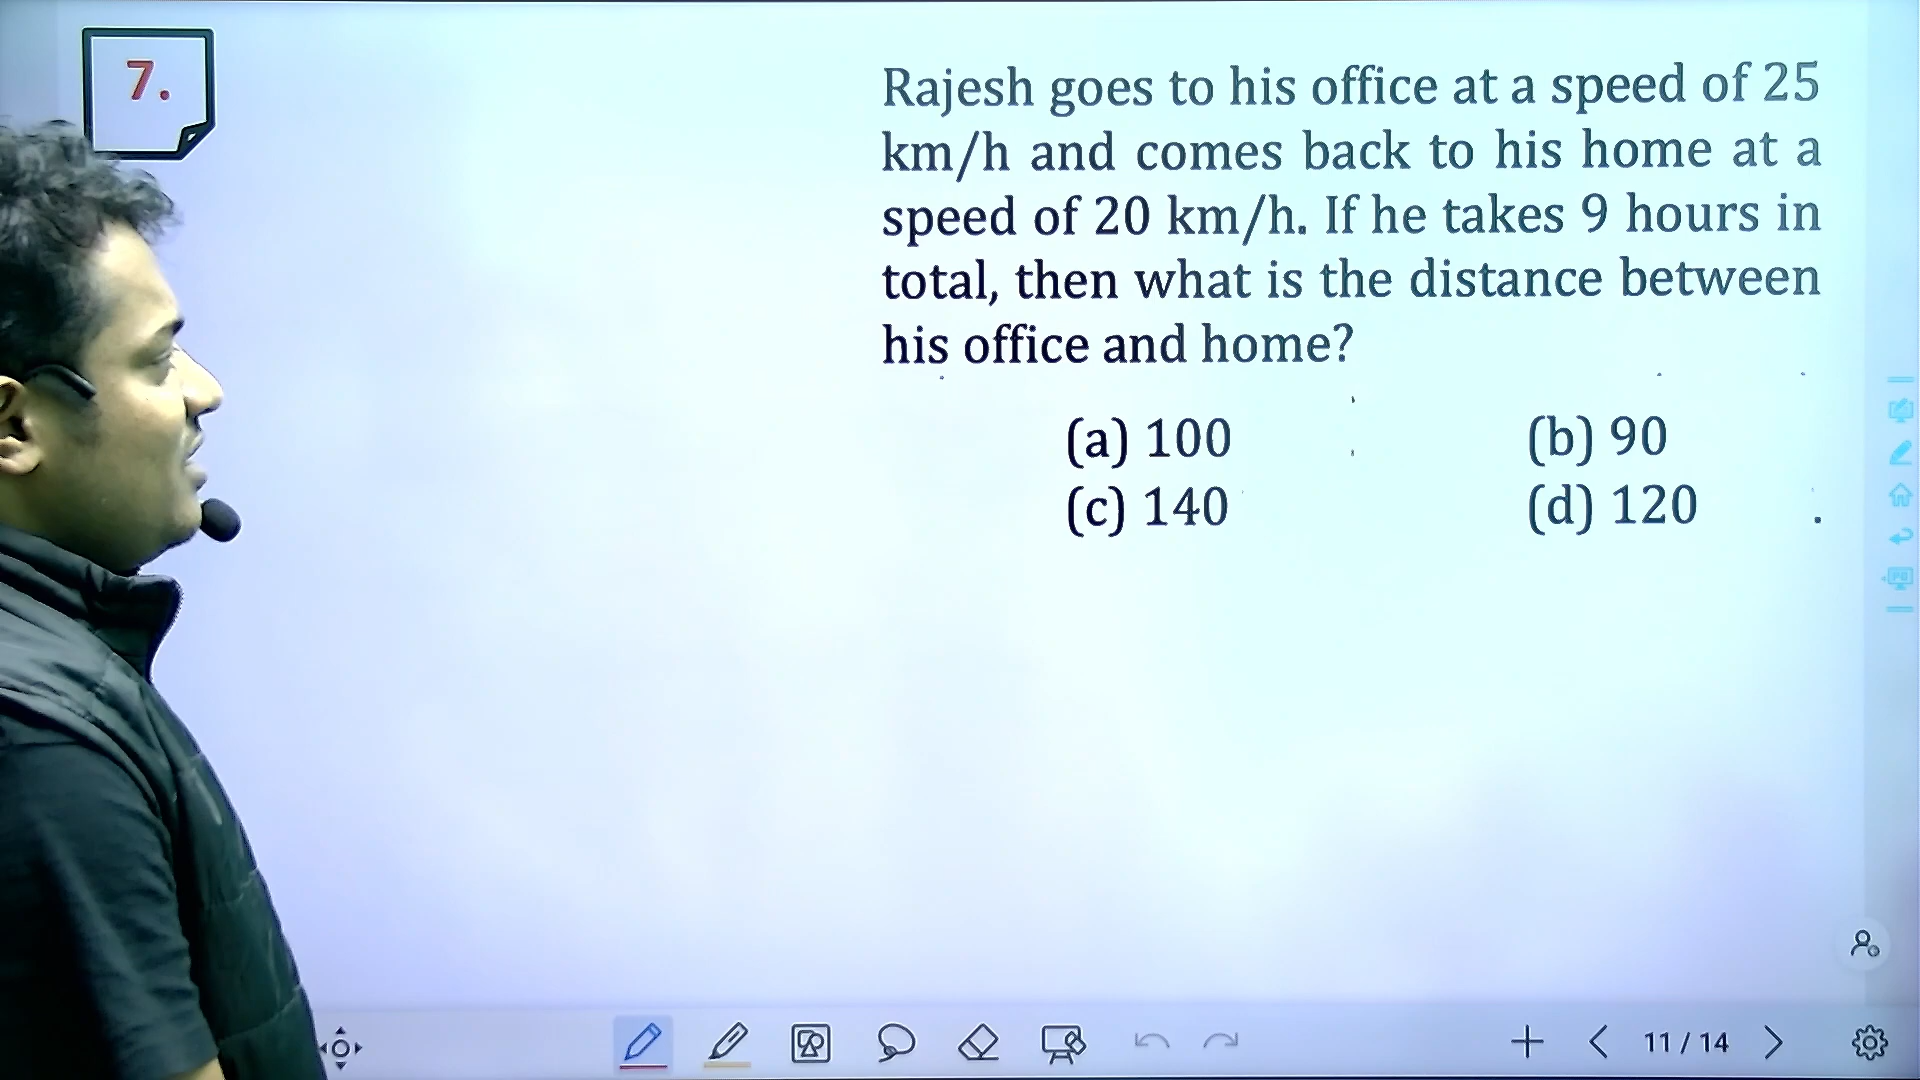 7.
Rajesh goes to his office at a speed of 25
km/h and comes back to his home at a
speed of 20 km/h. If he takes 9 hours in
total, then what is the distance between
his office and home?
(a) 100 (b) 90
(c) 140 (d) 120
11 / 14